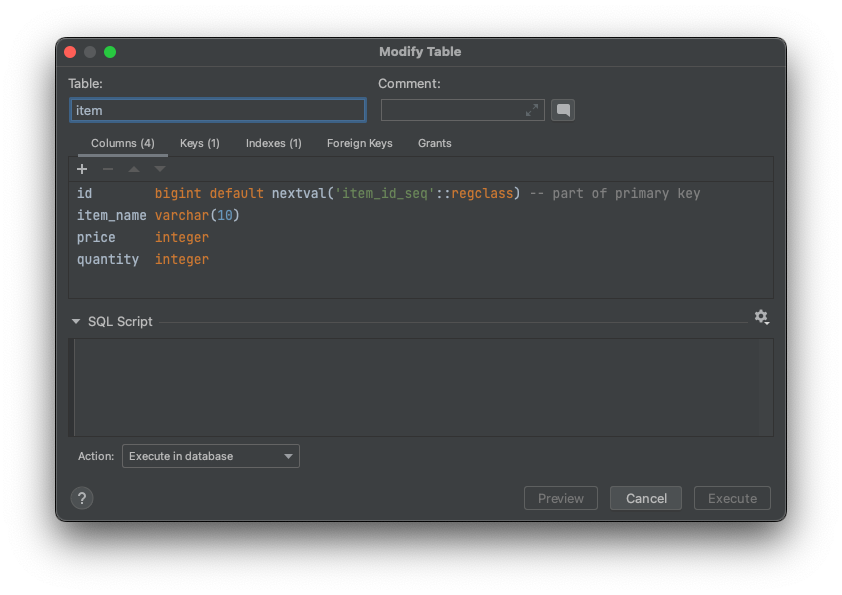 Modify Table
Table: Comment:
item
Columns (4) Keys (1) Indexes (1) Foreign Keys Grants
id bigint default nextval('item_id_seq'::regclass) -- part of primary key
item_name varchar(10)
price integer
quantity integer
SQL Script
Action: Execute in database
? Preview Cancel Execute